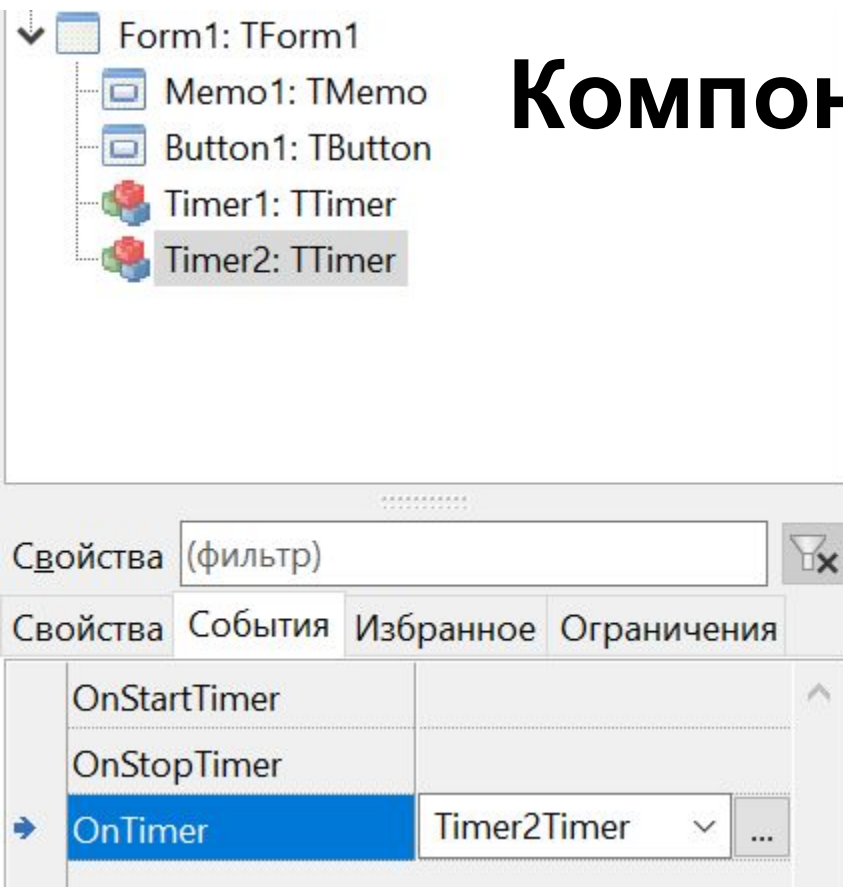 Form1: TForm1
Компон
Memo1: TMemo
Button1: TButton
Timer1: TTimer
Timer2: TTimer
Свойства (фильтр)
Свойства События Избранное Ограничения
OnStartTimer
OnStopTimer
OnTimer Timer2Timer ...